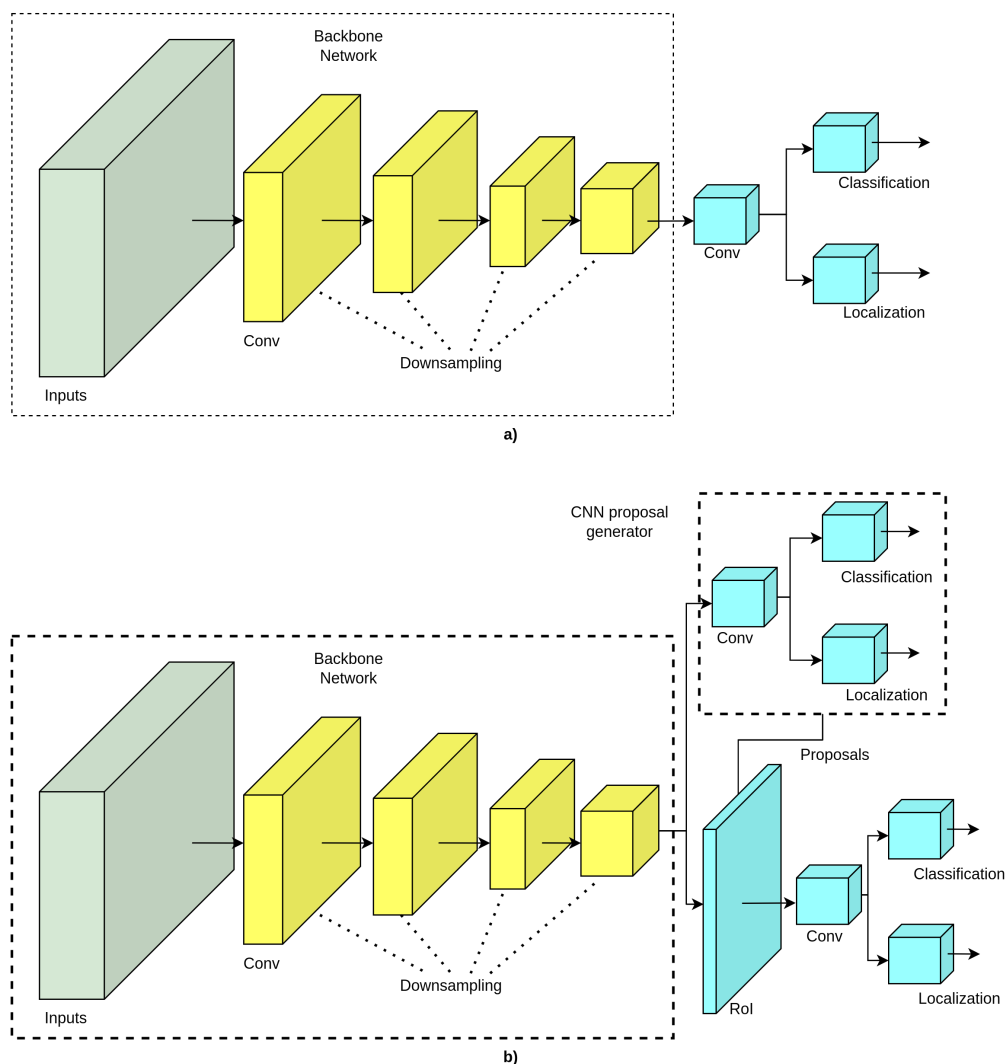 Backbone
Network
Classification
Conv
Localization
Conv
Downsampling
Inputs
a)
CNN proposal
generator
Classification
Conv
Localization
Backbone
Network
Proposals
Classification
Conv
Localization
Conv
Downsampling
RoI
Inputs
b)